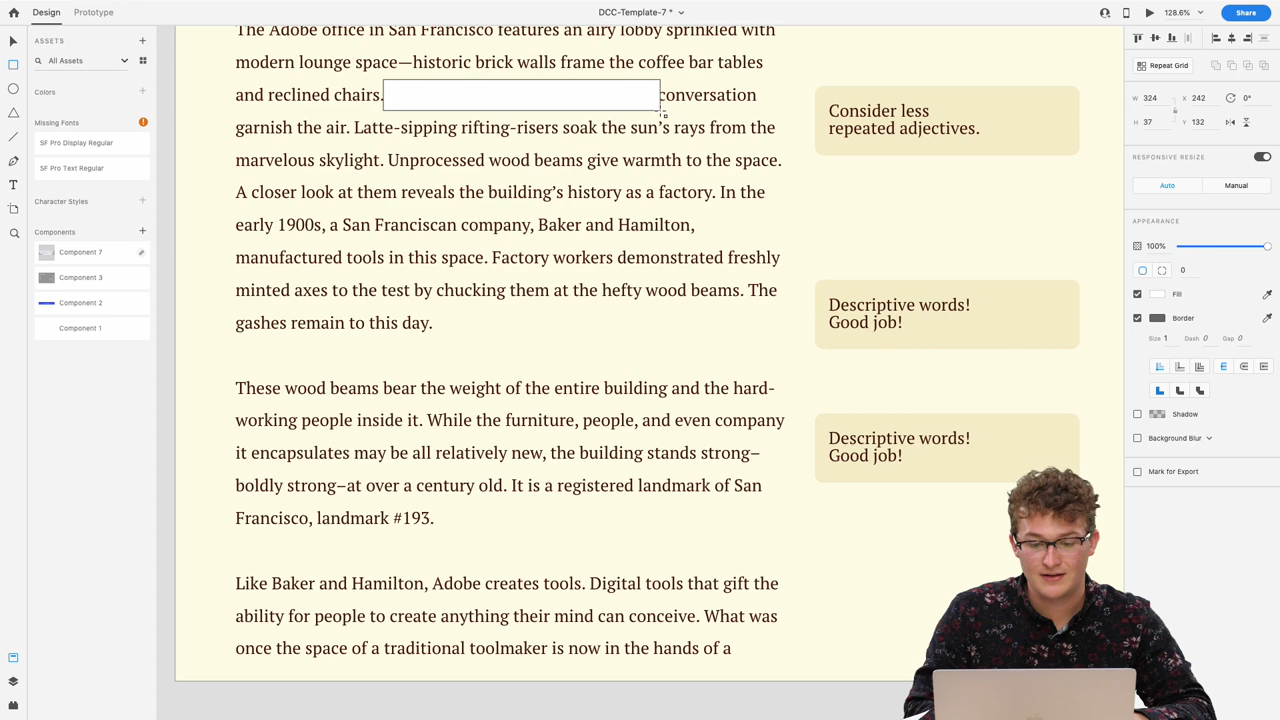 Design
Prototype
DCC-Template-7 *
128.6%
Share
ASSETS
All Assets
Colors
Missing Fonts
SF Pro Display Regular
SF Pro Text Regular
Character Styles
Components
Component 7
Component 3
Component 2
Component 1
The Adobe office in San Francisco features an airy lobby sprinkled with
modern lounge space—historic brick walls frame the coffee bar tables
and reclined chairs. conversation
garnish the air. Latte-sipping rifting-risers soak the sun’s rays from the
marvelous skylight. Unprocessed wood beams give warmth to the space.
A closer look at them reveals the building’s history as a factory. In the
early 1900s, a San Franciscan company, Baker and Hamilton,
manufactured tools in this space. Factory workers demonstrated freshly
minted axes to the test by chucking them at the hefty wood beams. The
gashes remain to this day.
These wood beams bear the weight of the entire building and the hard-
working people inside it. While the furniture, people, and even company
it encapsulates may be all relatively new, the building stands strong–
boldly strong–at over a century old. It is a registered landmark of San
Francisco, landmark #193.
Like Baker and Hamilton, Adobe creates tools. Digital tools that gift the
ability for people to create anything their mind can conceive. What was
once the space of a traditional toolmaker is now in the hands of a
Consider less
repeated adjectives.
Descriptive words!
Good job!
Descriptive words!
Good job!
Repeat Grid
W 324 X 242 0°
H 37 Y 132
RESPONSIVE RESIZE
Auto
Manual
APPEARANCE
100%
0
Fill
Border
Size 1 Dash 0 Gap 0
Shadow
Background Blur
Mark for Export